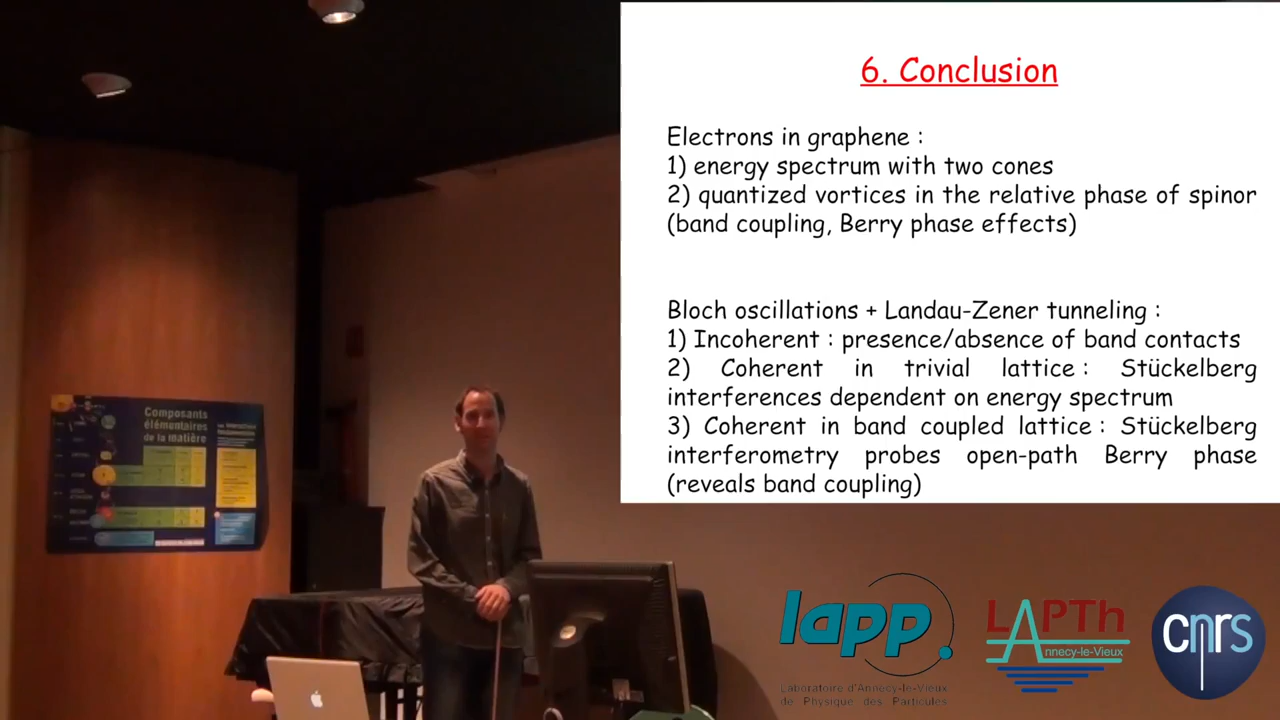 6. Conclusion
Electrons in graphene :
1) energy spectrum with two cones
2) quantized vortices in the relative phase of spinor
(band coupling, Berry phase effects)
Bloch oscillations + Landau-Zener tunneling :
1) Incoherent : presence/absence of band contacts
2) Coherent in trivial lattice : Stückelberg
interferences dependent on energy spectrum
3) Coherent in band coupled lattice : Stückelberg
interferometry probes open-path Berry phase
(reveals band coupling)
Composants
élémentaires
de la matière
lapp
Laboratoire d'Annecy-le-Vieux
de Physique des Particules
LAPTh
Annecy-le-Vieux
cnrs